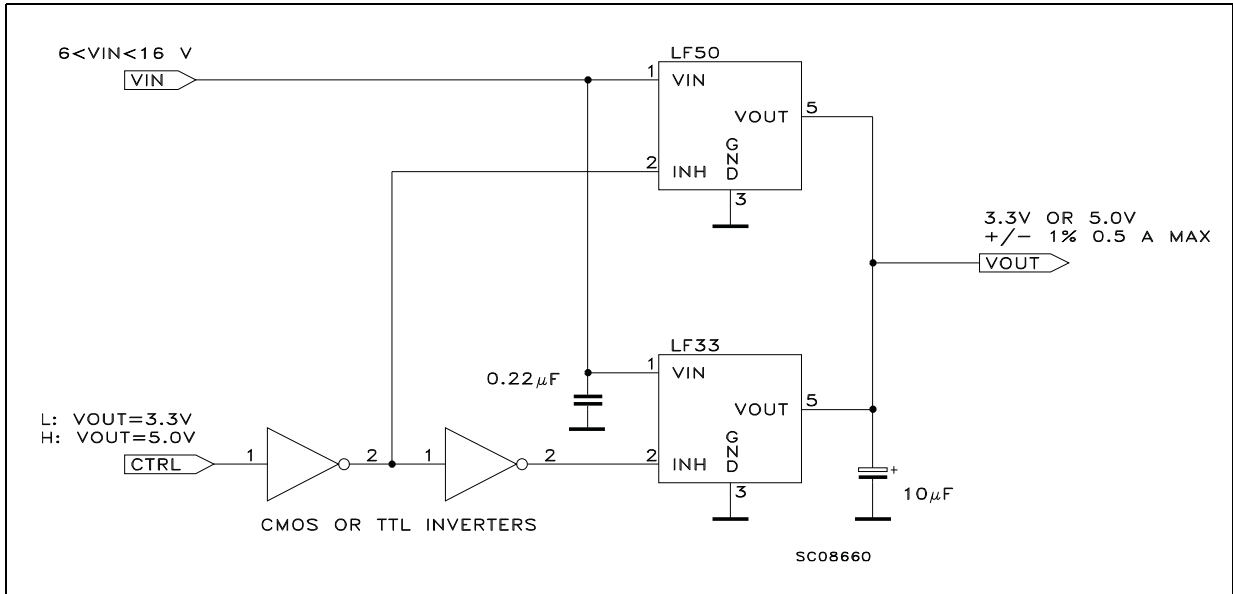 6<VIN<16 V
VIN
LF50
1
VIN
VOUT
5
2
INH
GND
3
3.3V OR 5.0V
+/- 1% 0.5 A MAX
VOUT
LF33
1
VIN
0.22µF
VOUT
5
L: VOUT=3.3V
H: VOUT=5.0V
CTRL
1
2
1
2
2
INH
GND
3
+
10µF
CMOS OR TTL INVERTERS
SC08660